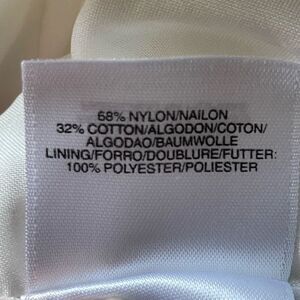 68% NYLON/NAILON
32% COTTON/ALGODON/COTON/
ALGODAO/BAUMWOLLE
LINING/FORRO/DOUBLURE/FUTTER:
100% POLYESTER/POLIESTER